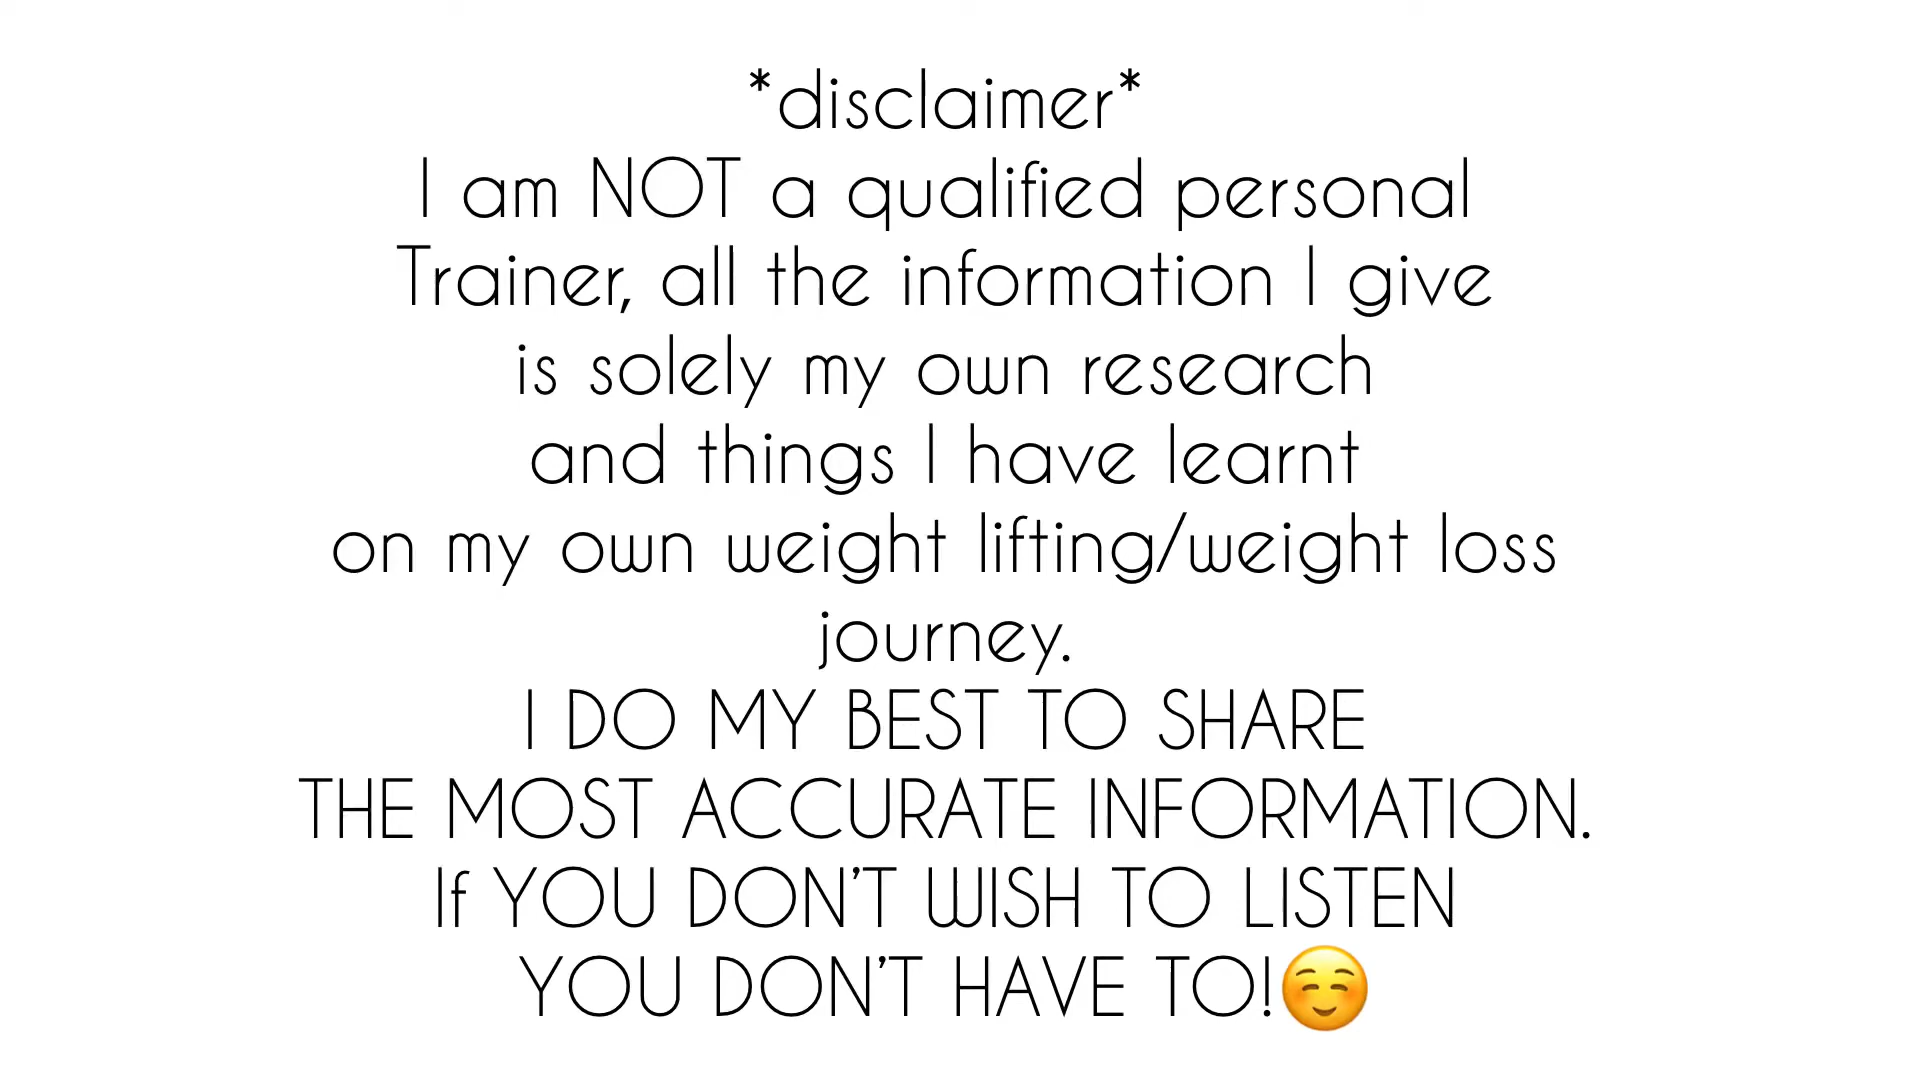 *disclaimer*
I am NOT a qualified personal
Trainer, all the information I give
is solely my own research
and things I have learnt
on my own weight lifting/weight loss
journey.
I DO MY BEST TO SHARE
THE MOST ACCURATE INFORMATION.
If YOU DON’T WISH TO LISTEN
YOU DON’T HAVE TO!☺️